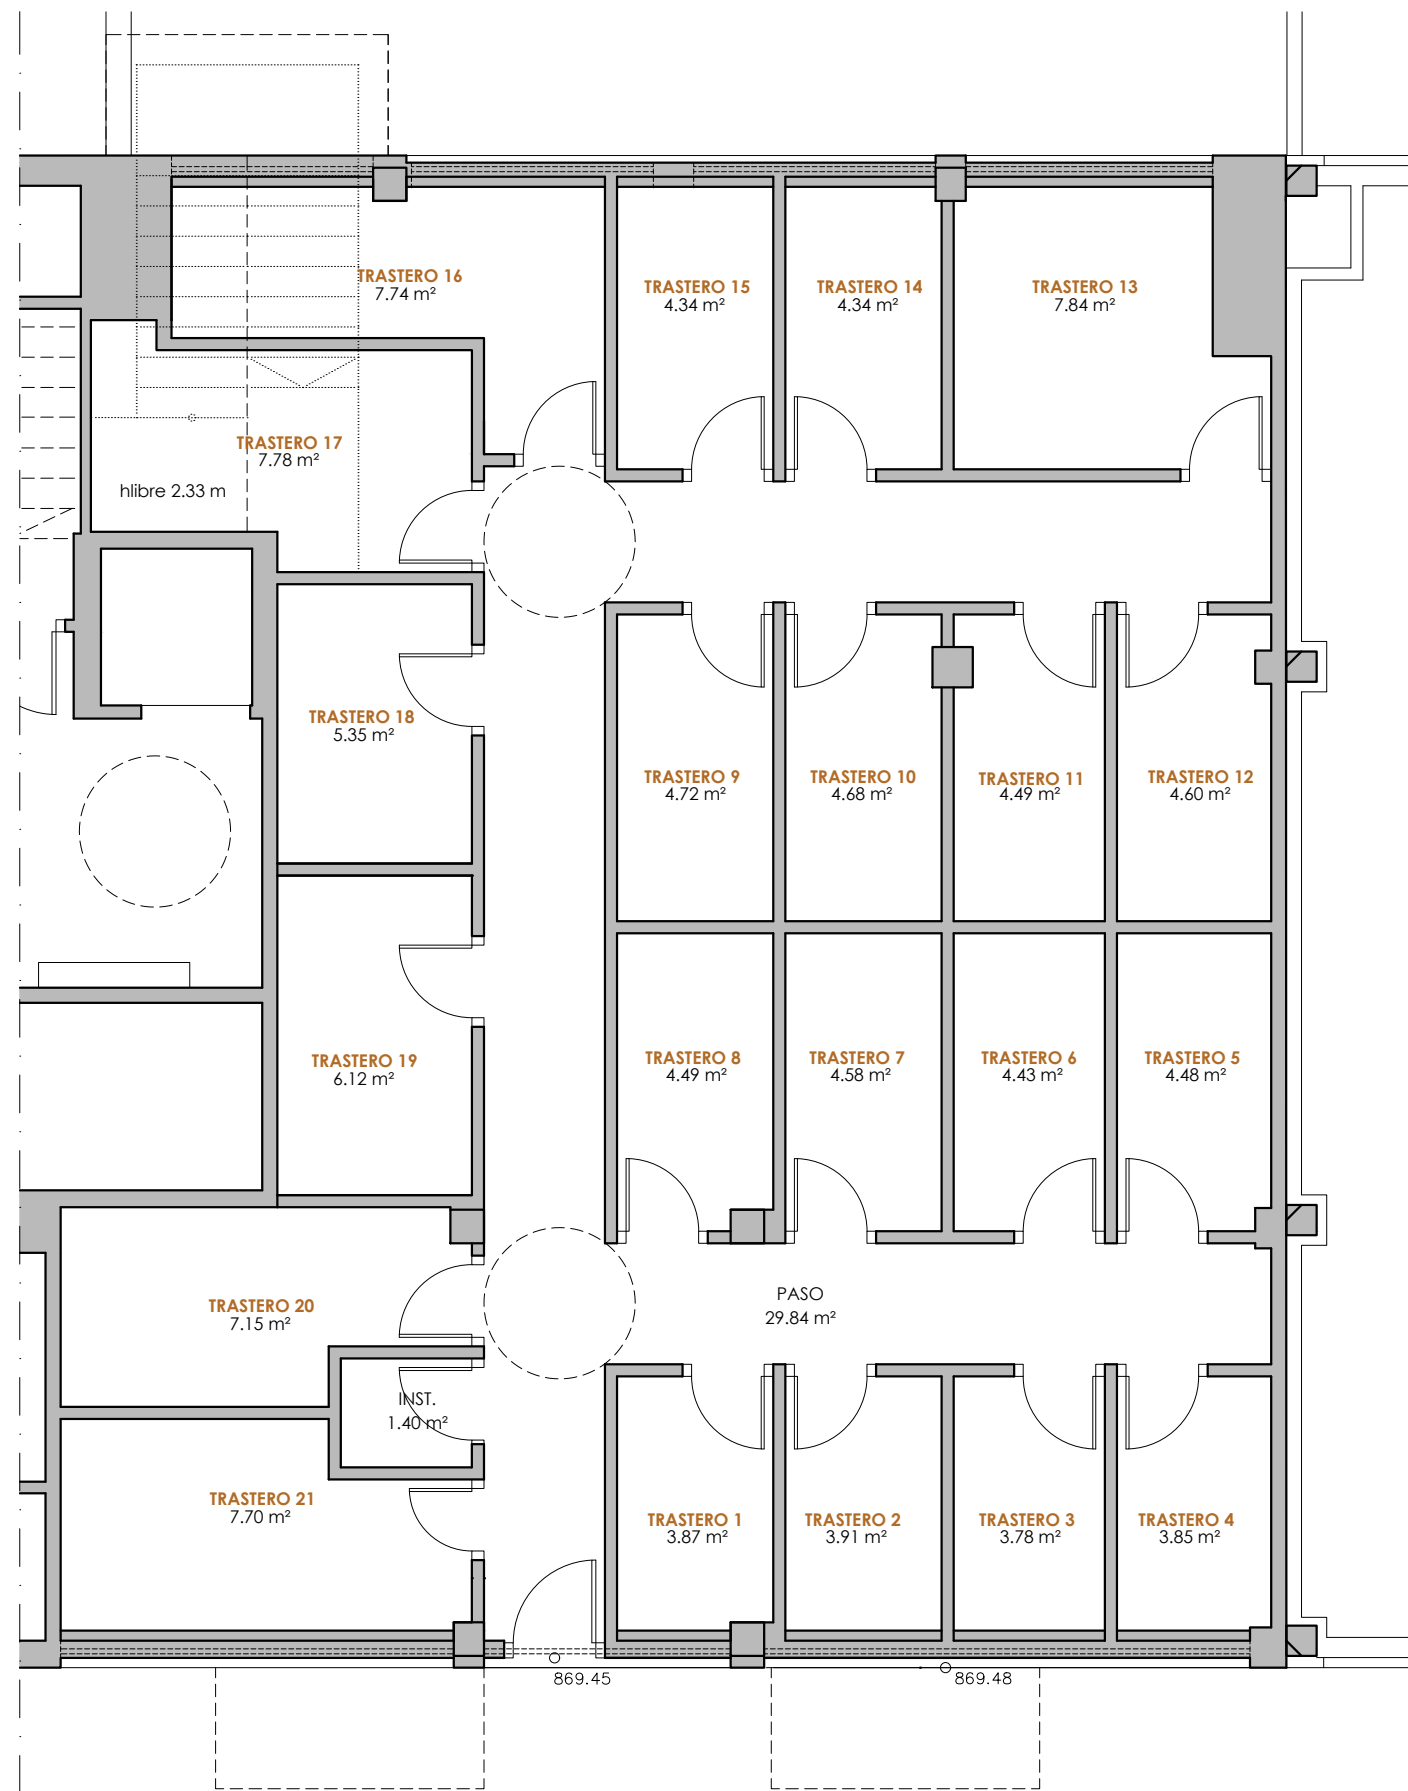 TRASTERO 16
7.74 m²
TRASTERO 15
4.34 m²
TRASTERO 14
4.34 m²
TRASTERO 13
7.84 m²
TRASTERO 17
7.78 m²
hlibre 2.33 m
TRASTERO 18
5.35 m²
TRASTERO 9
4.72 m²
TRASTERO 10
4.68 m²
TRASTERO 11
4.49 m²
TRASTERO 12
4.60 m²
TRASTERO 19
6.12 m²
TRASTERO 8
4.49 m²
TRASTERO 7
4.58 m²
TRASTERO 6
4.43 m²
TRASTERO 5
4.48 m²
TRASTERO 20
7.15 m²
PASO
29.84 m²
INST.
1.40 m²
TRASTERO 21
7.70 m²
TRASTERO 1
3.87 m²
TRASTERO 2
3.91 m²
TRASTERO 3
3.78 m²
TRASTERO 4
3.85 m²
869.45
869.48